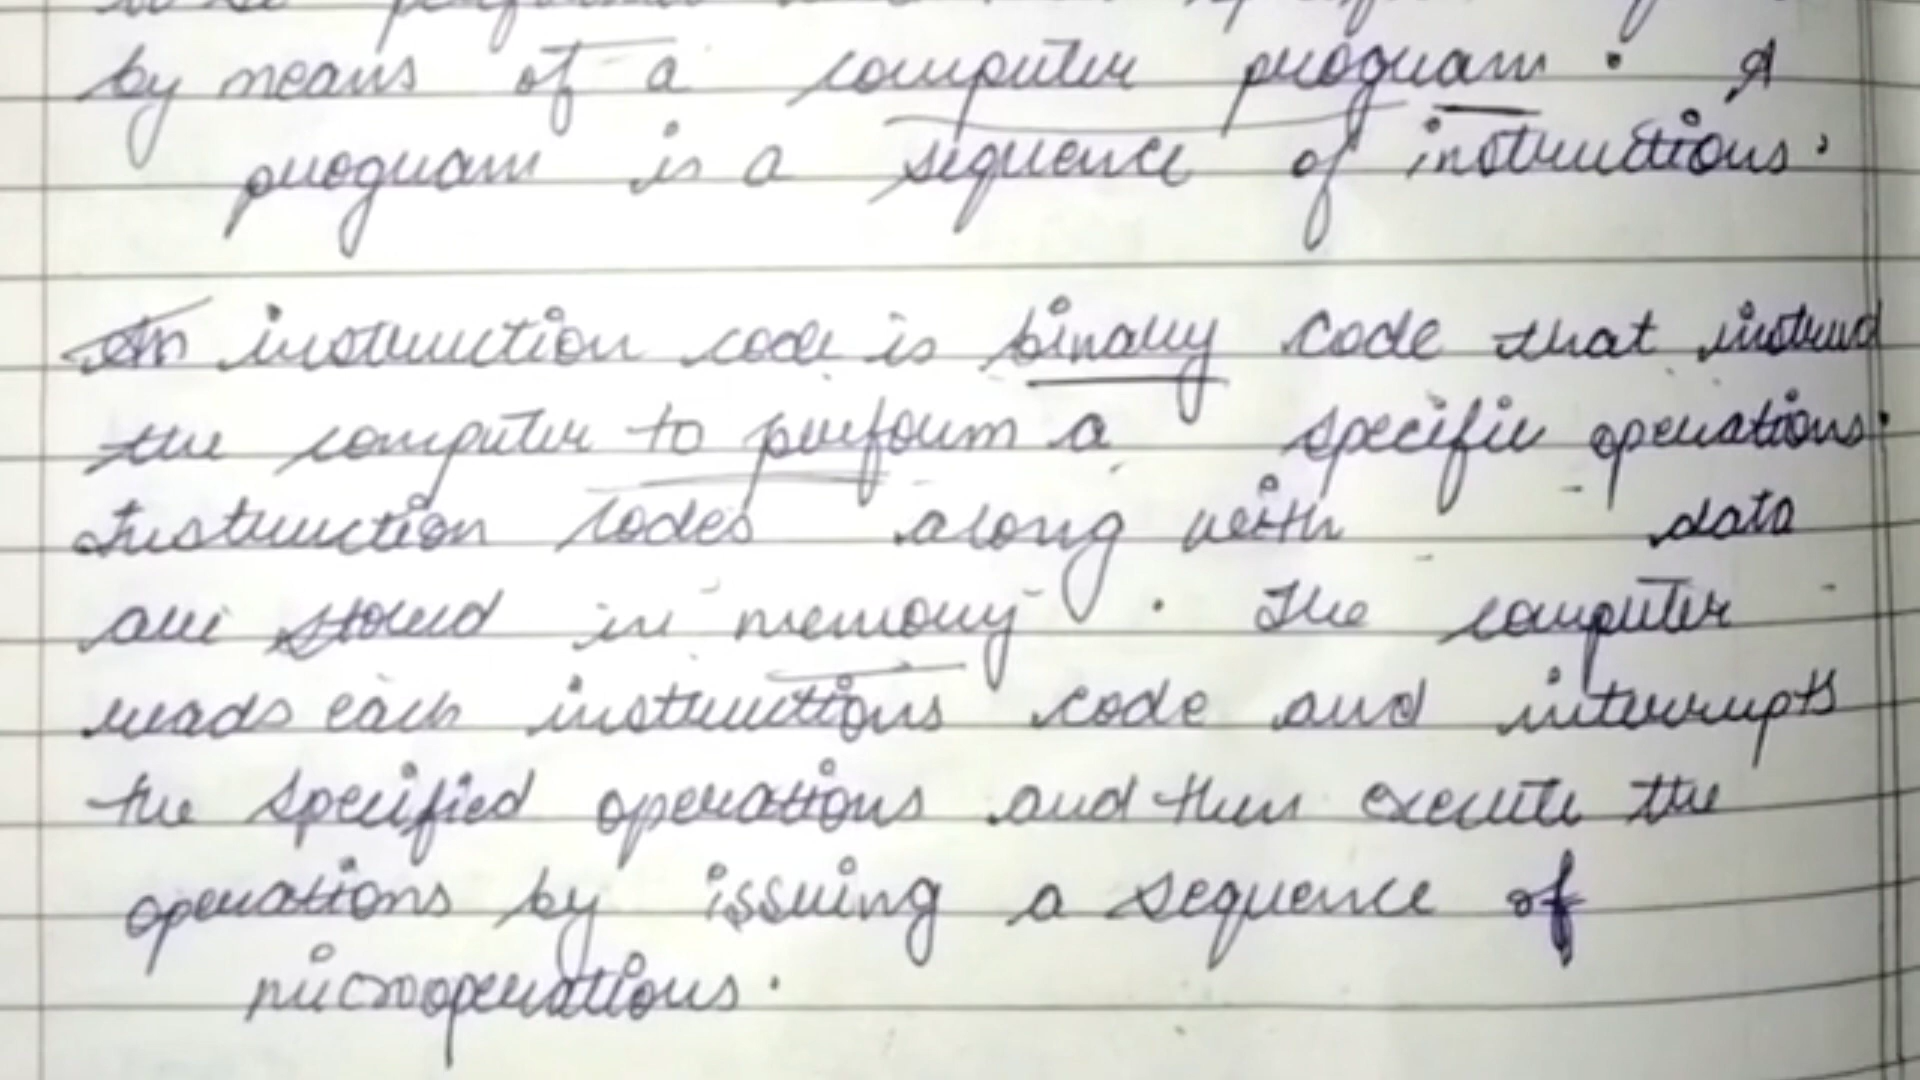 by means of a computer program. A
program is a sequence of instructions.
An instruction code is binary code that instruct
the computer to perform a specific operations.
Instruction codes along with data
are stored in memory. The computer
reads each instructions code and interrupts
the specified operations and then execute the
operations by issuing a sequence of
microoperations.